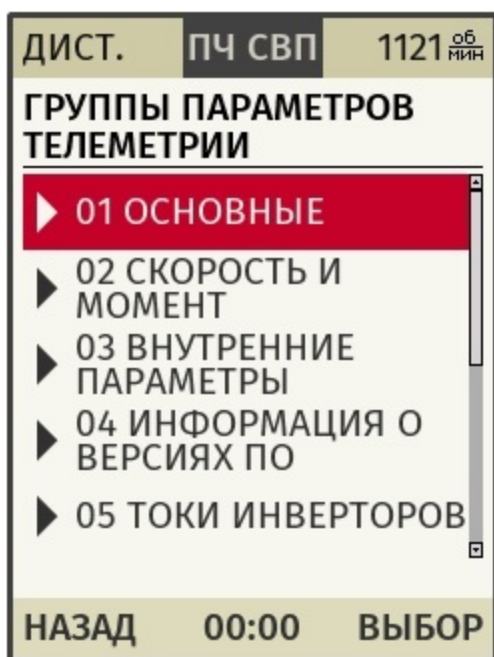 ДИСТ. ПЧ СВП 1121 об/мин
ГРУППЫ ПАРАМЕТРОВ
ТЕЛЕМЕТРИИ
01 ОСНОВНЫЕ
02 СКОРОСТЬ И
МОМЕНТ
03 ВНУТРЕННИЕ
ПАРАМЕТРЫ
04 ИНФОРМАЦИЯ О
ВЕРСИЯХ ПО
05 ТОКИ ИНВЕРТОРОВ
НАЗАД 00:00 ВЫБОР